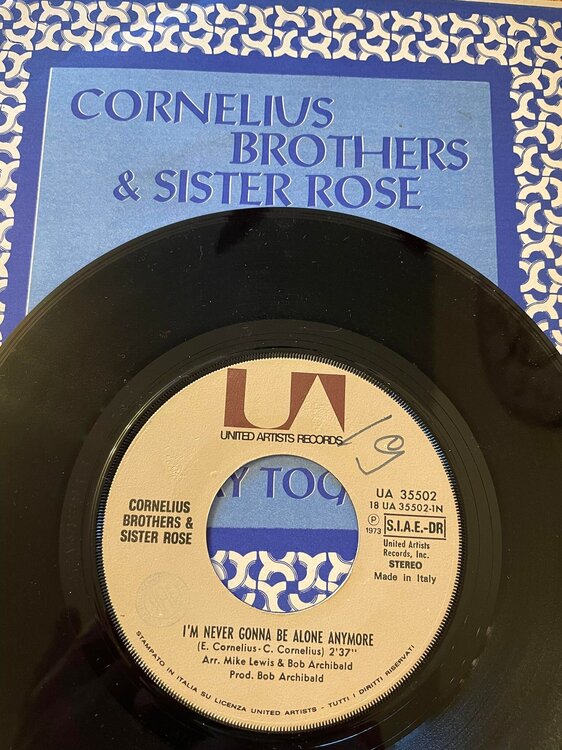 CORNELIUS
BROTHERS
& SISTER ROSE
UA
UNITED ARTISTS RECORDS
19
UA 35502
18 UA 35502-1N
℗
1973
S.I.A.E.-DR
United Artists
Records, Inc.
STEREO
Made in Italy
CORNELIUS
BROTHERS &
SISTER ROSE
Y TOG
I'M NEVER GONNA BE ALONE ANYMORE
(E. Cornelius - C. Cornelius) 2'37''
Arr. Mike Lewis & Bob Archibald
Prod. Bob Archibald
STAMPATO IN ITALIA SU LICENZA UNITED ARTISTS - TUTTI I DIRITTI RISERVATI